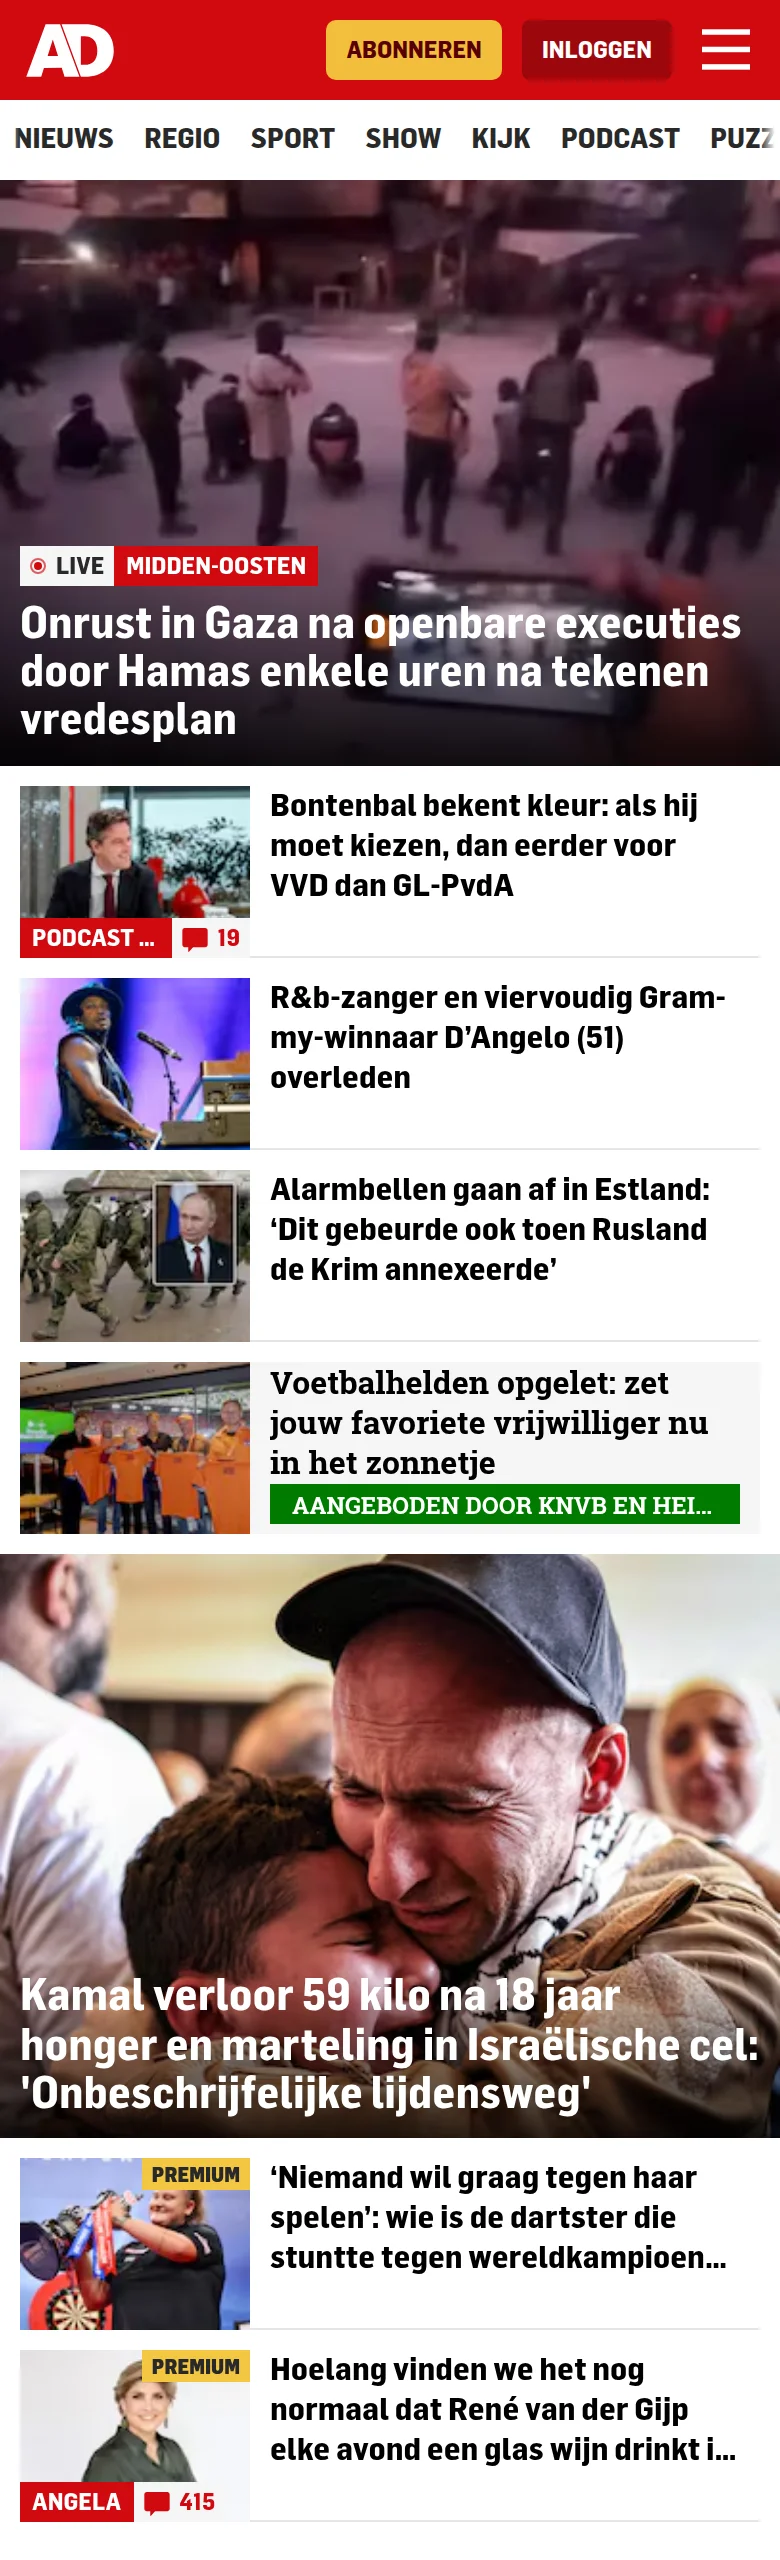 AD
ABONNEREN
INLOGGEN
NIEUWS REGIO SPORT SHOW KIJK PODCAST PUZZ
LIVE MIDDEN-OOSTEN
Onrust in Gaza na openbare executies
door Hamas enkele uren na tekenen
vredesplan
Bontenbal bekent kleur: als hij
moet kiezen, dan eerder voor
VVD dan GL-PvdA
PODCAST ... 19
R&b-zanger en viervoudig Gram-
my-winnaar D’Angelo (51)
overleden
Alarmbellen gaan af in Estland:
‘Dit gebeurde ook toen Rusland
de Krim annexeerde’
Voetbalhelden opgelet: zet
jouw favoriete vrijwilliger nu
in het zonnetje
AANGEBODEN DOOR KNVB EN HEI...
Kamal verloor 59 kilo na 18 jaar
honger en marteling in Israëlische cel:
'Onbeschrijfelijke lijdensweg'
PREMIUM
‘Niemand wil graag tegen haar
spelen’: wie is de dartster die
stuntte tegen wereldkampioen...
PREMIUM
Hoelang vinden we het nog
normaal dat René van der Gijp
elke avond een glas wijn drinkt i...
ANGELA 415